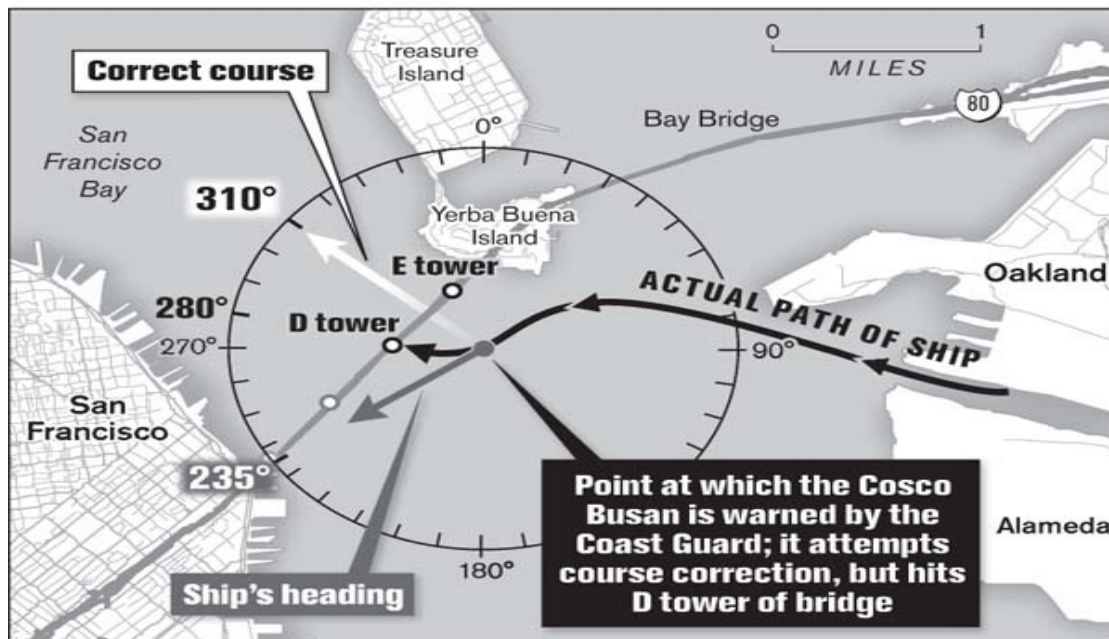 0
1
MILES
Treasure
Island
Correct course
80
Bay Bridge
San
Francisco
Bay
0°
310°
Yerba Buena
Island
E tower
Oakland
280°
D tower
ACTUAL PATH OF SHIP
270°
90°
San
Francisco
235°
Point at which the Cosco
Busan is warned by the
Coast Guard; it attempts
course correction, but hits
D tower of bridge
Alameda
180°
Ship's heading